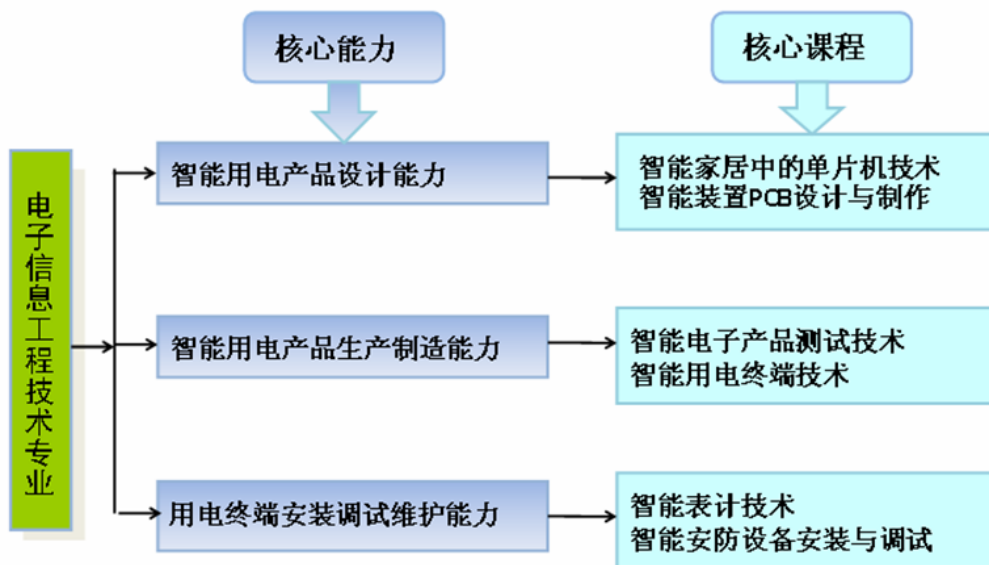 核心能力
核心课程
电子信息工程技术专业
智能用电产品设计能力
智能家居中的单片机技术
智能装置PCB设计与制作
智能用电产品生产制造能力
智能电子产品测试技术
智能用电终端技术
用电终端安装调试维护能力
智能表计技术
智能安防设备安装与调试